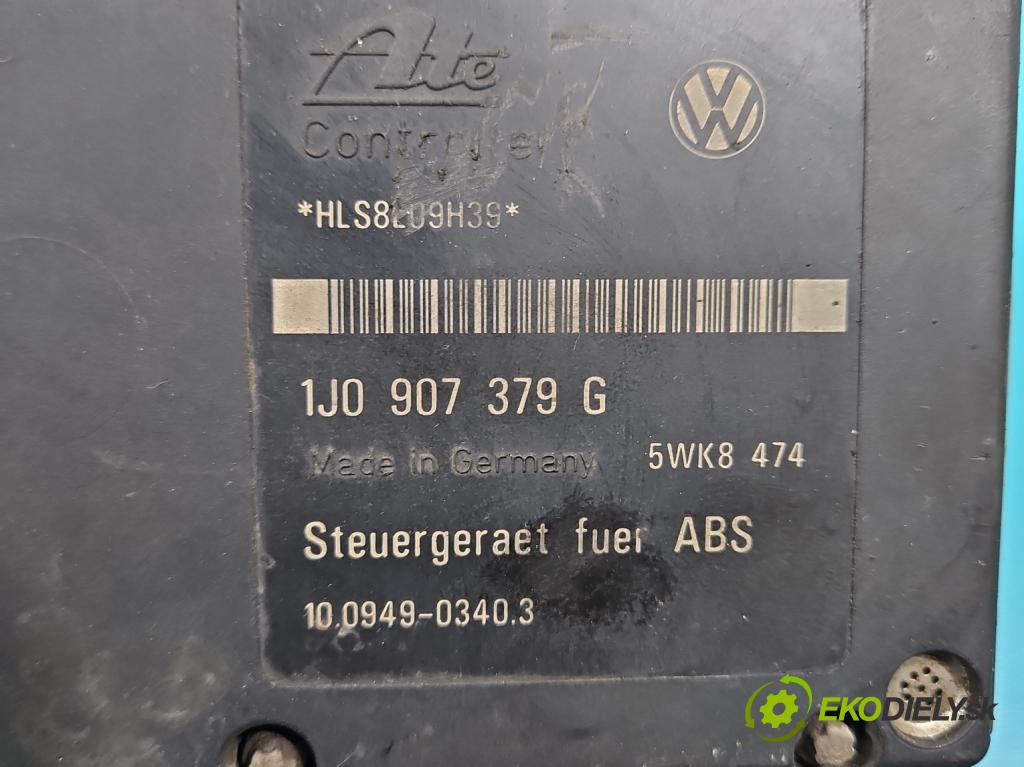 Ate
Controller
*HLS8L09H39*
1J0 907 379 G
Made in Germany 5WK8 474
Steuergeraet fuer ABS
10.0949-0340.3
EKODIELY.sk